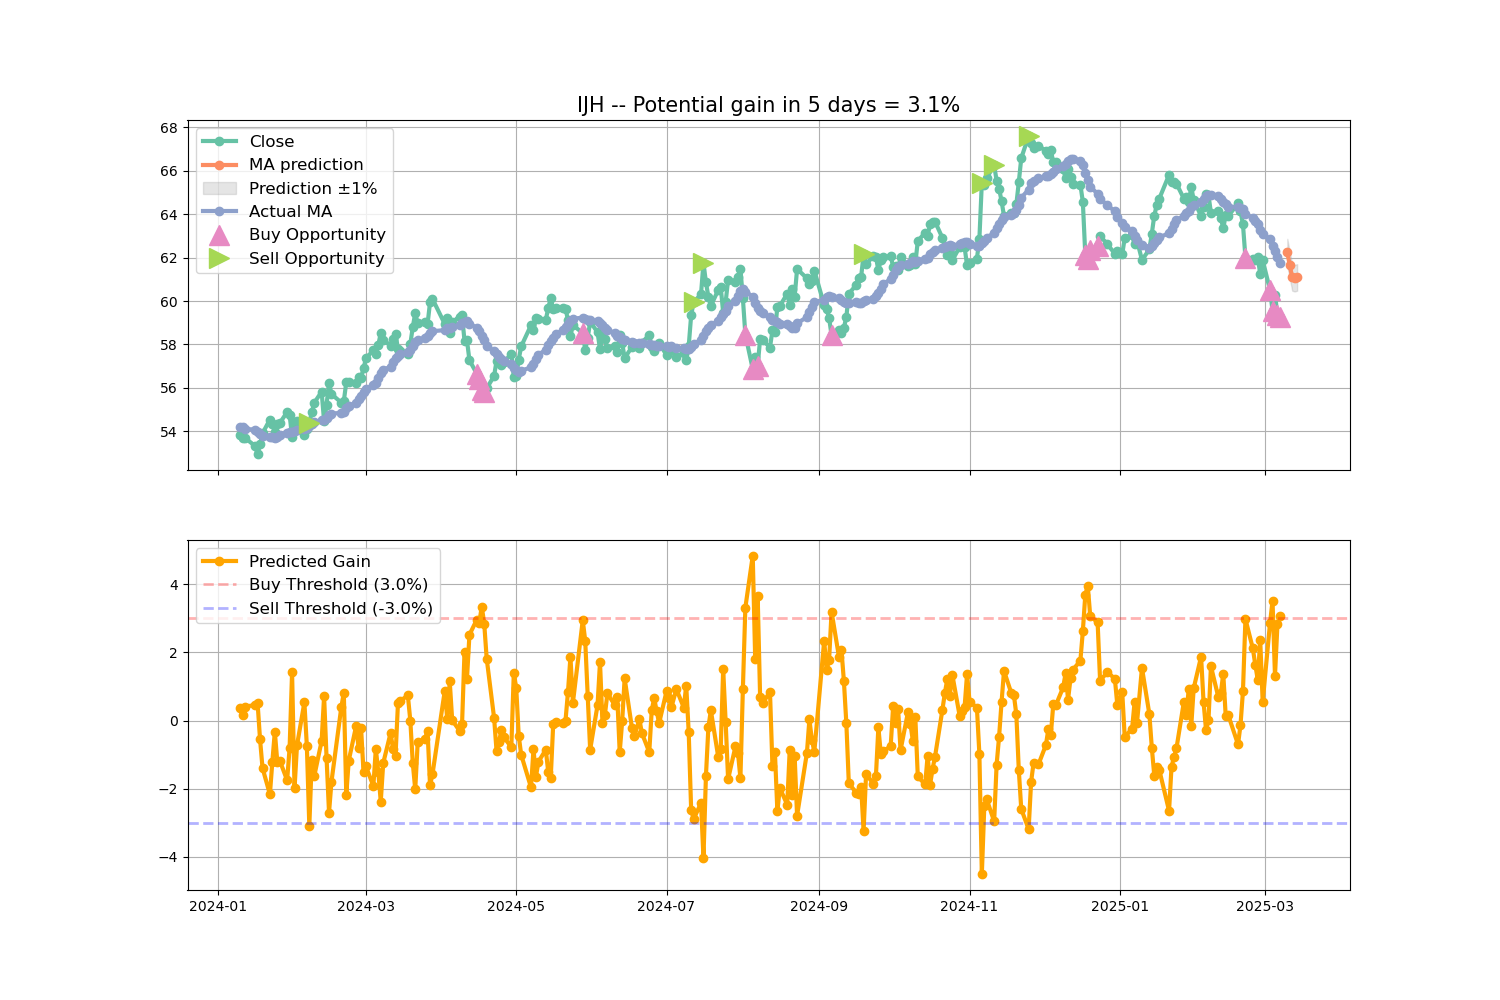 IJH -- Potential gain in 5 days = 3.1%
68
66
64
62
60
58
56
54
Close
MA prediction
Prediction ±1%
Actual MA
Buy Opportunity
Sell Opportunity
4
2
0
−2
−4
Predicted Gain
Buy Threshold (3.0%)
Sell Threshold (-3.0%)
2024-01 2024-03 2024-05 2024-07 2024-09 2024-11 2025-01 2025-03